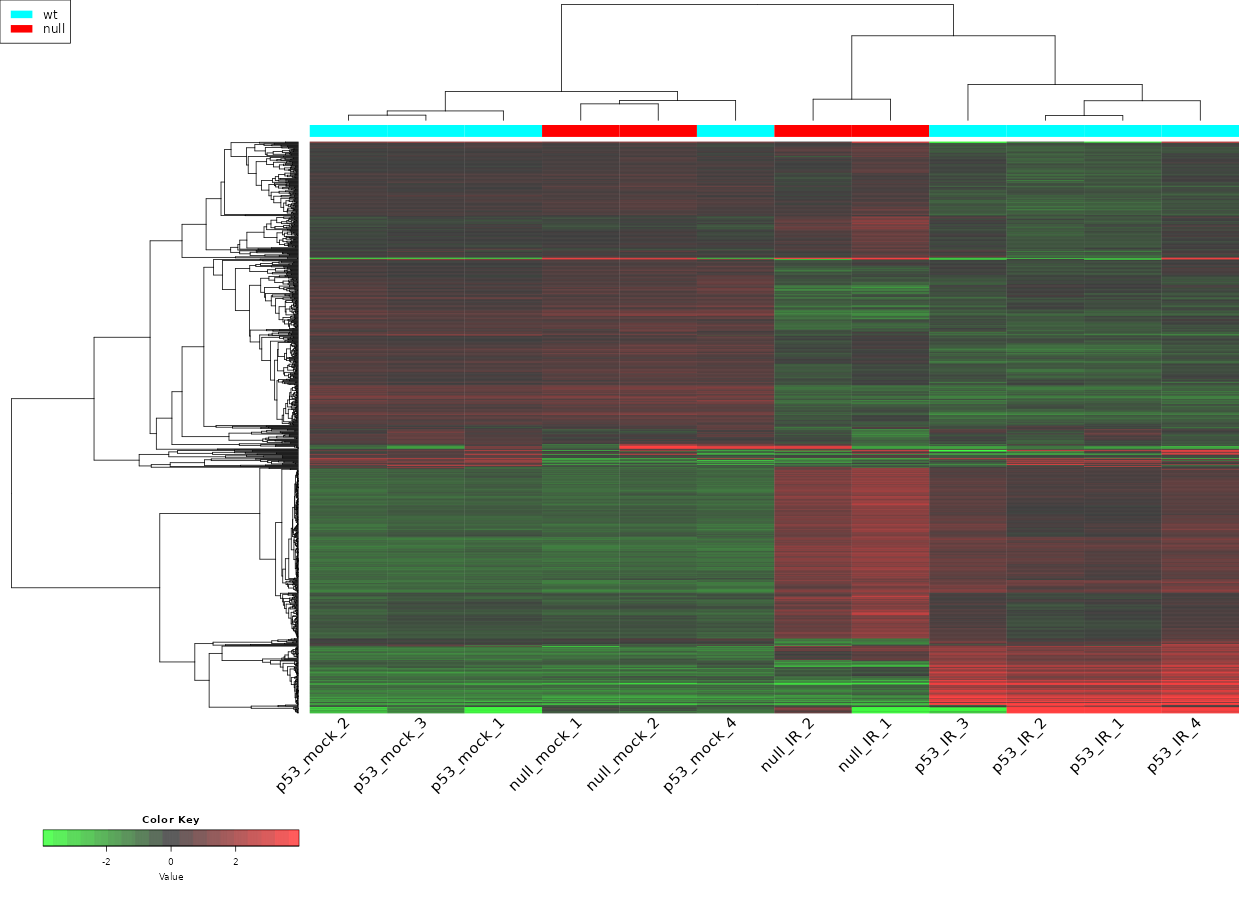 wt
null
p53_mock_2
p53_mock_3
p53_mock_1
null_mock_1
null_mock_2
p53_mock_4
null_IR_2
null_IR_1
p53_IR_3
p53_IR_2
p53_IR_1
p53_IR_4
Color Key
-2 0 2
Value